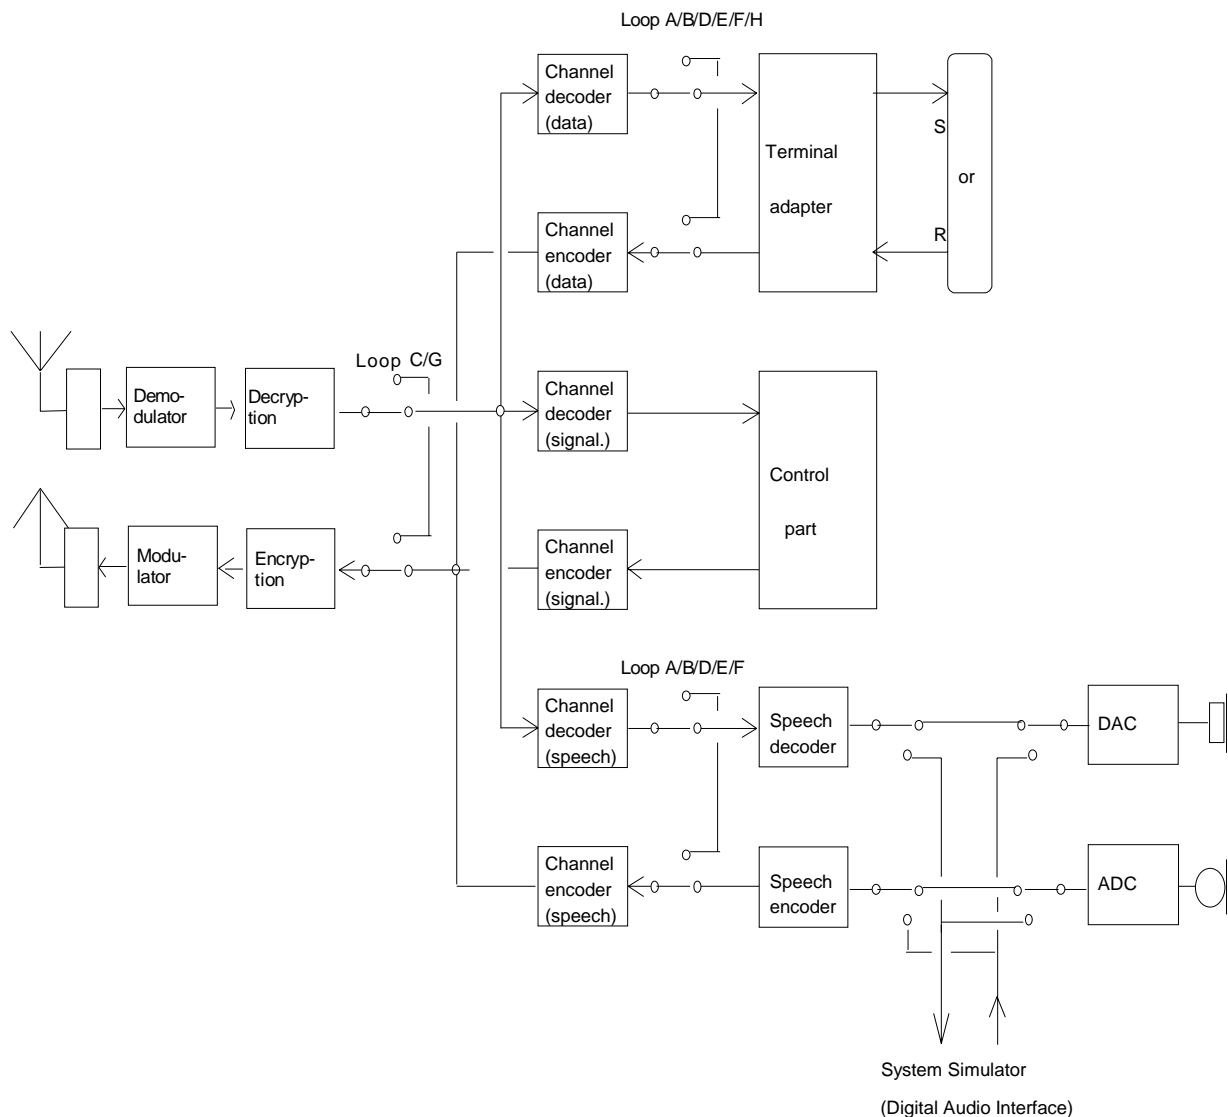 Loop A/B/D/E/F/H
Channel
decoder
(data)
Terminal
adapter
S
or
R
Channel
encoder
(data)
Loop C/G
Demo-
dulator
Decryp-
tion
Channel
decoder
(signal.)
Control
part
Modu-
lator
Encryp-
tion
Channel
encoder
(signal.)
Loop A/B/D/E/F
Channel
decoder
(speech)
Speech
decoder
DAC
Channel
encoder
(speech)
Speech
encoder
ADC
System Simulator
(Digital Audio Interface)